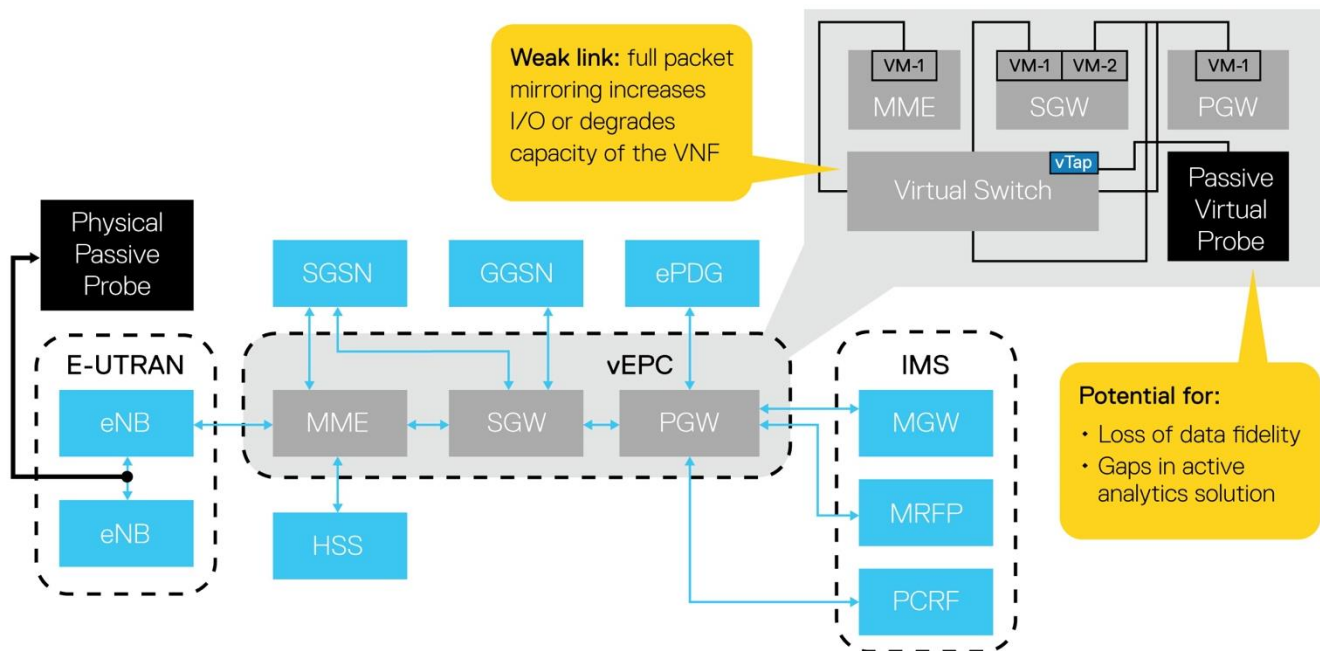 Weak link: full packet
mirroring increases
I/O or degrades
capacity of the VNF
VM-1
MME
VM-1
VM-2
SGW
VM-1
PGW
vTap
Virtual Switch
Passive
Virtual
Probe
Physical
Passive
Probe
SGSN
GGSN
ePDG
E-UTRAN
vEPC
IMS
eNB
MME
SGW
PGW
MGW
eNB
HSS
MRFP
PCRF
Potential for:
· Loss of data fidelity
· Gaps in active
analytics solution